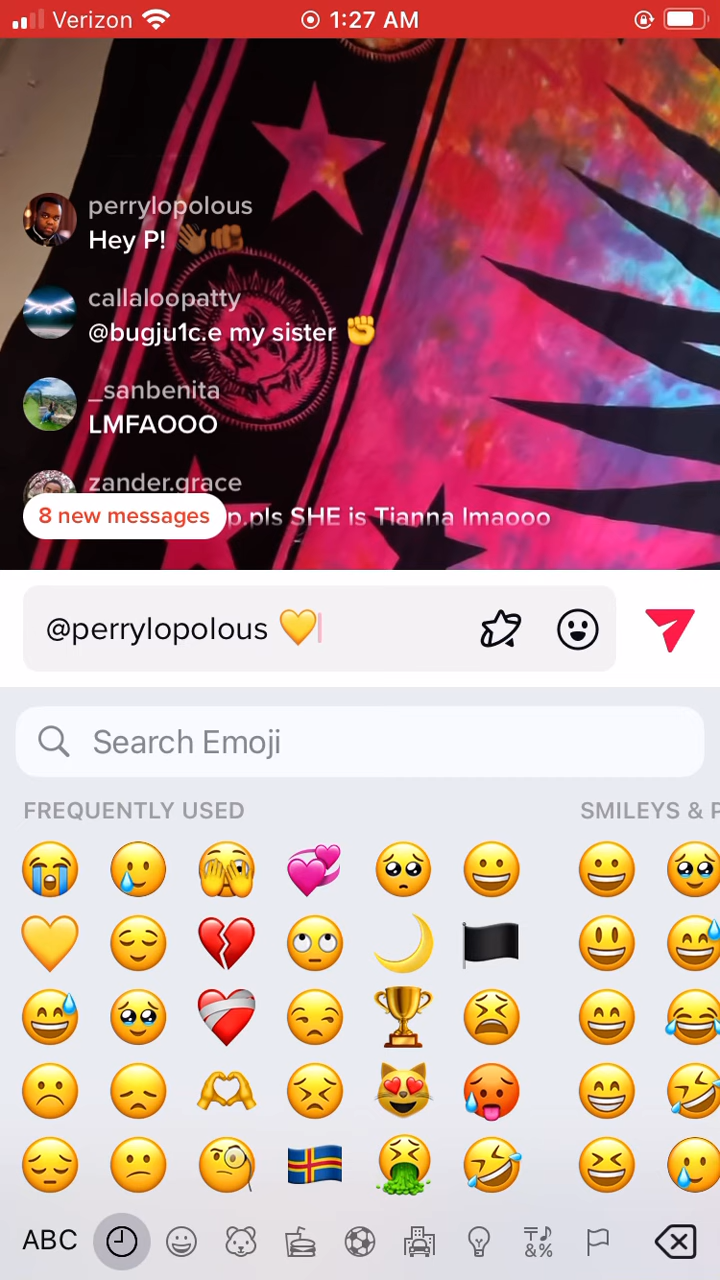 Verizon 1:27 AM
perrylopolous
Hey P! 👋🏾🫵🏾
callaloopatty
@bugju1c.e my sister ✊
_sanbenita
LMFAOOO
zander.grace
8 new messages
p.pls SHE is Tianna lmaooo
@perrylopolous 💛
Search Emoji
FREQUENTLY USED
SMILEYS & P
ABC